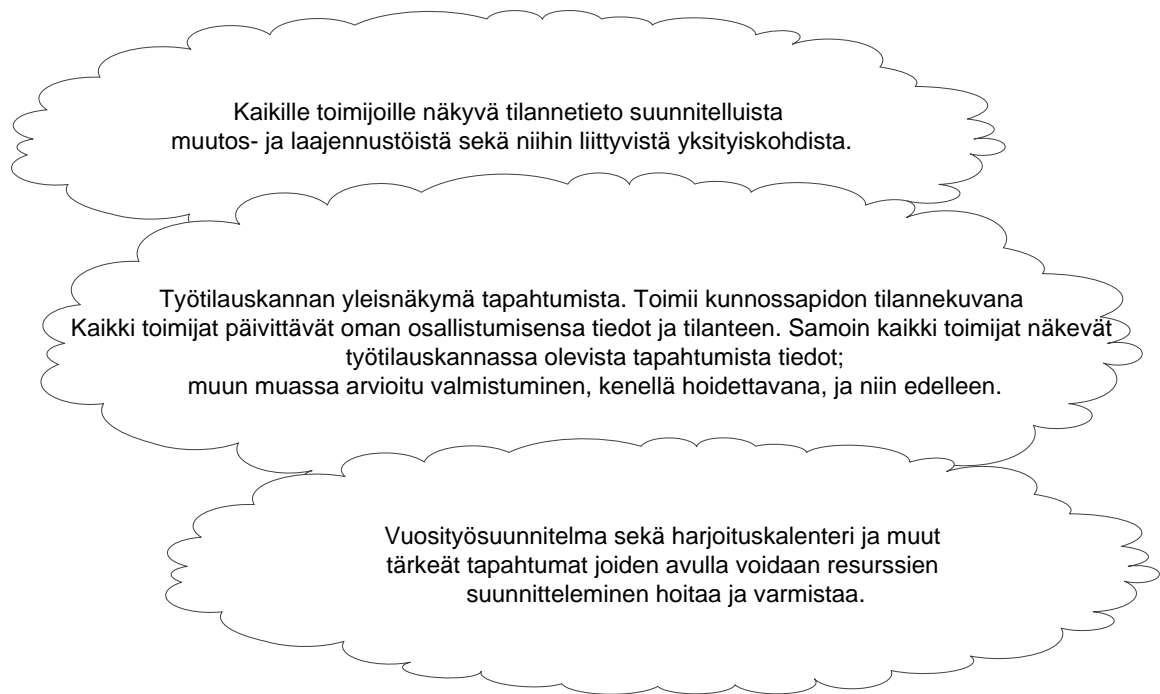 Kaikille toimijoille näkyvä tilannetieto suunnitelluista
muutos- ja laajennustöistä sekä niihin liittyvistä yksityiskohdista.
Työtilauskannan yleisnäkymä tapahtumista. Toimii kunnossapidon tilannekuvana
Kaikki toimijat päivittävät oman osallistumisensa tiedot ja tilanteen. Samoin kaikki toimijat näkevät
työtilauskannassa olevista tapahtumista tiedot;
muun muassa arvioitu valmistuminen, kenellä hoidettavana, ja niin edelleen.
Vuosityösuunnitelma sekä harjoituskalenteri ja muut
tärkeät tapahtumat joiden avulla voidaan resurssien
suunnitteleminen hoitaa ja varmistaa.